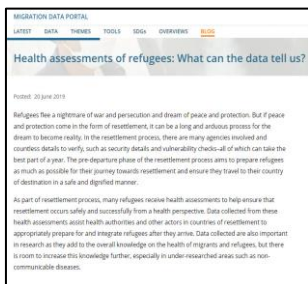 MIGRATION DATA PORTAL
LATEST DATA THEMES TOOLS SDGs OVERVIEWS BLOG
Health assessments of refugees: What can the data tell us?
Posted: 20 June 2019
Refugees flee a nightmare of war and persecution and dream of peace and protection. But if peace
and protection come in the form of resettlement, it can be a long and arduous process for the
dream to become reality. In the resettlement process, there are many agencies involved and
countless details to verify, such as security details and vulnerability checks–all of which can take the
best part of a year. The pre-departure phase of the resettlement process aims to prepare refugees
as much as possible for their journey towards resettlement and ensure they travel to their country
of destination in a safe and dignified manner.
As part of resettlement process, many refugees receive health assessments to help ensure that
resettlement occurs safely and successfully from a health perspective. Data collected from these
health assessments assist health authorities and other actors in countries of resettlement to
appropriately prepare for and integrate refugees after they arrive. Data collected are also important
in research as they add to the overall knowledge on the health of migrants and refugees, but there
is room to increase this knowledge further, especially in under-researched areas such as non-
communicable diseases.